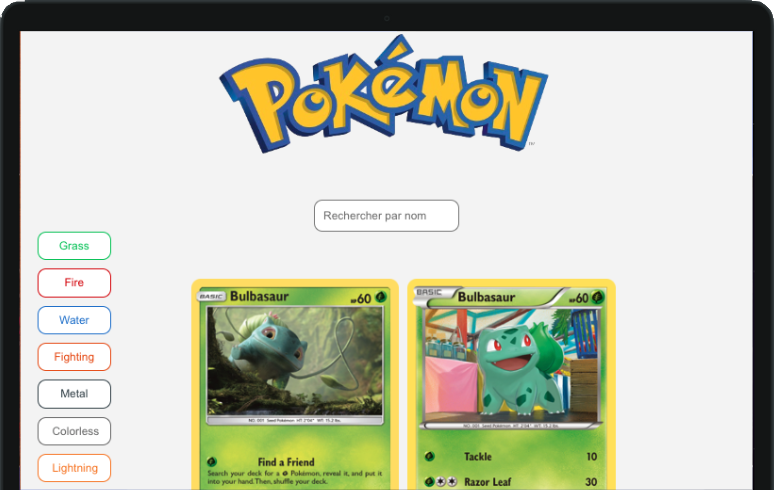 POKéMON
TM
Rechercher par nom
Grass
Fire
Water
Fighting
Metal
Colorless
Lightning
BASIC Bulbasaur HP60
NO. 001 Seed Pokémon HT: 2'04" WT: 15.2 lbs.
Find a Friend
Search your deck for a Pokémon, reveal it, and put it
into your hand. Then, shuffle your deck.
BASIC Bulbasaur HP60
NO. 001 Seed Pokémon HT: 2'04" WT: 15.2 lbs.
Tackle 10
Razor Leaf 30